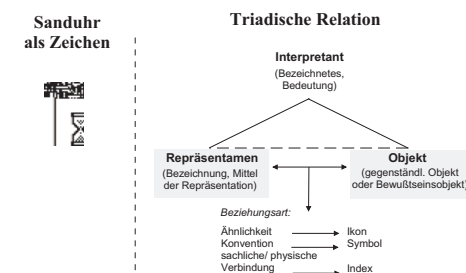 Sanduhr
als Zeichen
Triadische Relation
Interpretant
(Bezeichnetes,
Bedeutung)
Repräsentamen
(Bezeichnung, Mittel
der Repräsentation)
Objekt
(gegenständl. Objekt
oder Bewußtseinsobjekt)
Beziehungsart:
Ähnlichkeit Ikon
Konvention Symbol
sachliche/ physische
Verbindung Index